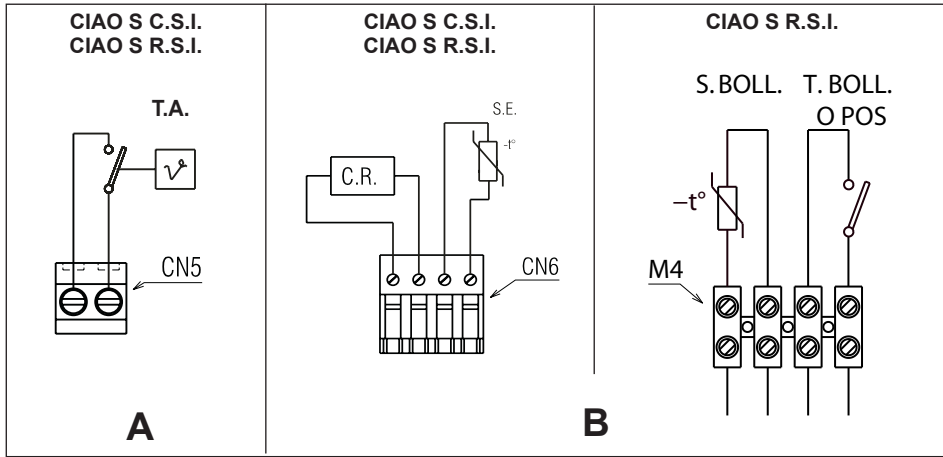 CIAO S C.S.I.
CIAO S R.S.I.
T.A.
CN5
A
CIAO S C.S.I.
CIAO S R.S.I.
S.E.
-t°
C.R.
CN6
CIAO S R.S.I.
S. BOLL.
T. BOLL.
O POS
–t°
M4
B